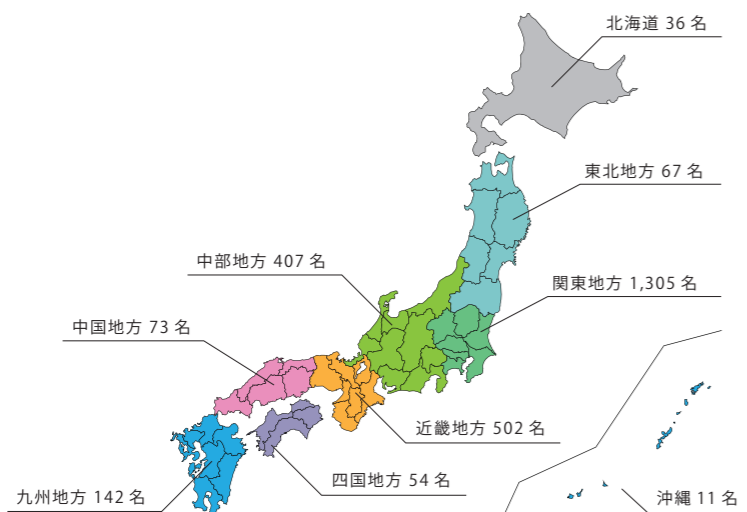 北海道 36 名
東北地方 67 名
中部地方 407 名
関東地方 1,305 名
中国地方 73 名
近畿地方 502 名
四国地方 54 名
九州地方 142 名
沖縄 11 名